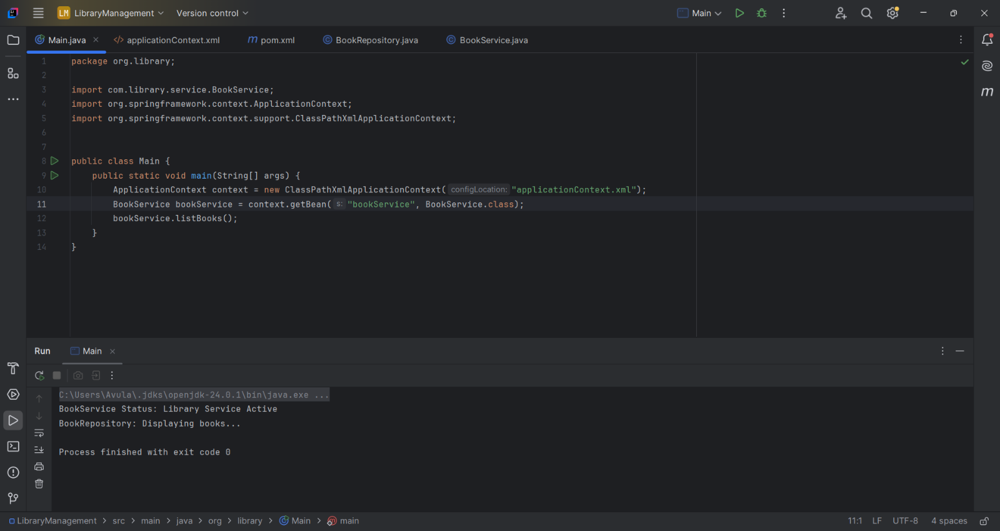 LM LibraryManagement Version control Main
Main.java applicationContext.xml m pom.xml BookRepository.java BookService.java
1 package org.library;
2
3 import com.library.service.BookService;
4 import org.springframework.context.ApplicationContext;
5 import org.springframework.context.support.ClassPathXmlApplicationContext;
6
7
8 public class Main {
9 public static void main(String[] args) {
10 ApplicationContext context = new ClassPathXmlApplicationContext( configLocation: "applicationContext.xml");
11 BookService bookService = context.getBean( s: "bookService", BookService.class);
12 bookService.listBooks();
13 }
14 }
Run Main
C:\Users\Avula\.jdks\openjdk-24.0.1\bin\java.exe ...
BookService Status: Library Service Active
BookRepository: Displaying books...
Process finished with exit code 0
LibraryManagement > src > main > java > org > library > Main > main 11:1 LF UTF-8 4 spaces